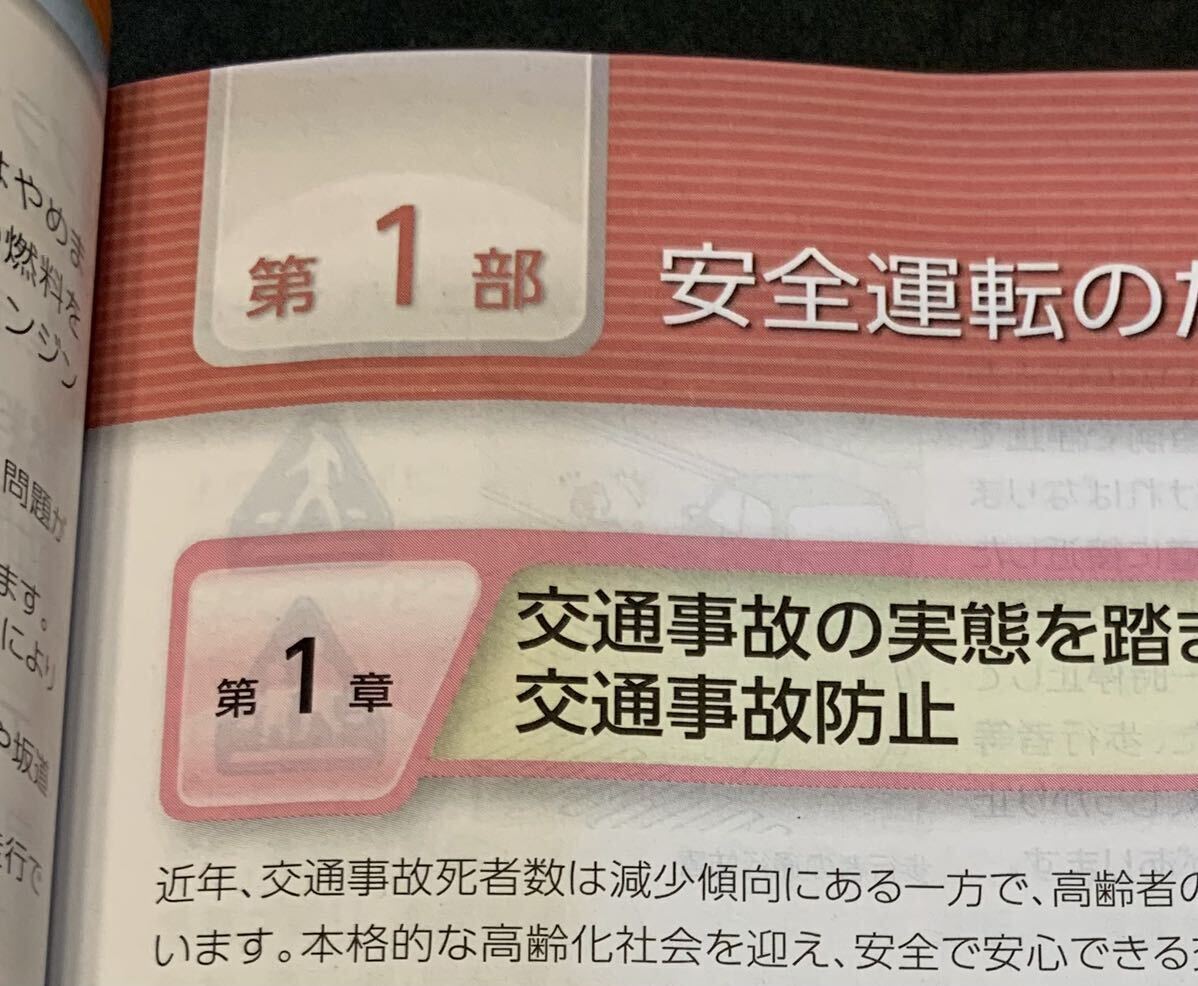 はやめま
燃料を
ンジン
問題が
ます。
により
や坂道
行で
第1部
安全運転の
第1章
交通事故の実態を踏ま
交通事故防止
近年、交通事故死者数は減少傾向にある一方で、高齢者の
います。本格的な高齢化社会を迎え、安全で安心できる